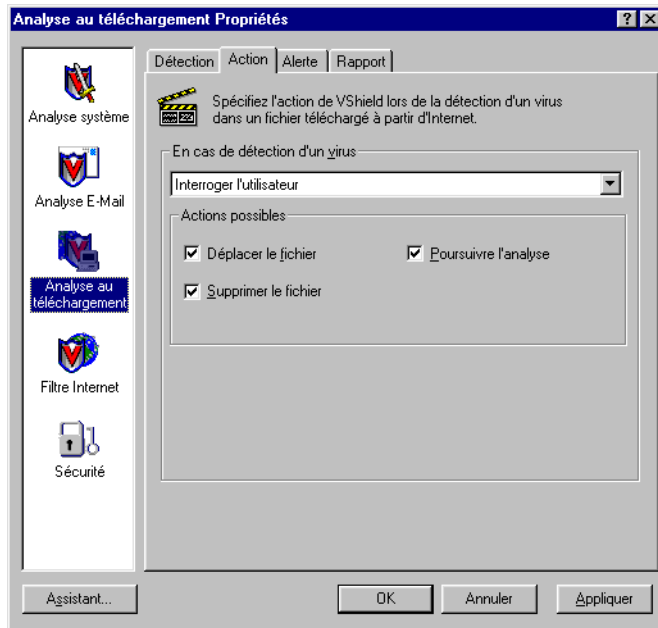 Analyse au téléchargement Propriétés
Détection Action Alerte Rapport
Spécifiez l'action de VShield lors de la détection d'un virus
dans un fichier téléchargé à partir d'Internet.
En cas de détection d'un virus
Interroger l'utilisateur
Actions possibles
Déplacer le fichier
Poursuivre l'analyse
Supprimer le fichier
Analyse système
Analyse E-Mail
Analyse au
téléchargement
Filtre Internet
Sécurité
Assistant...
OK
Annuler
Appliquer